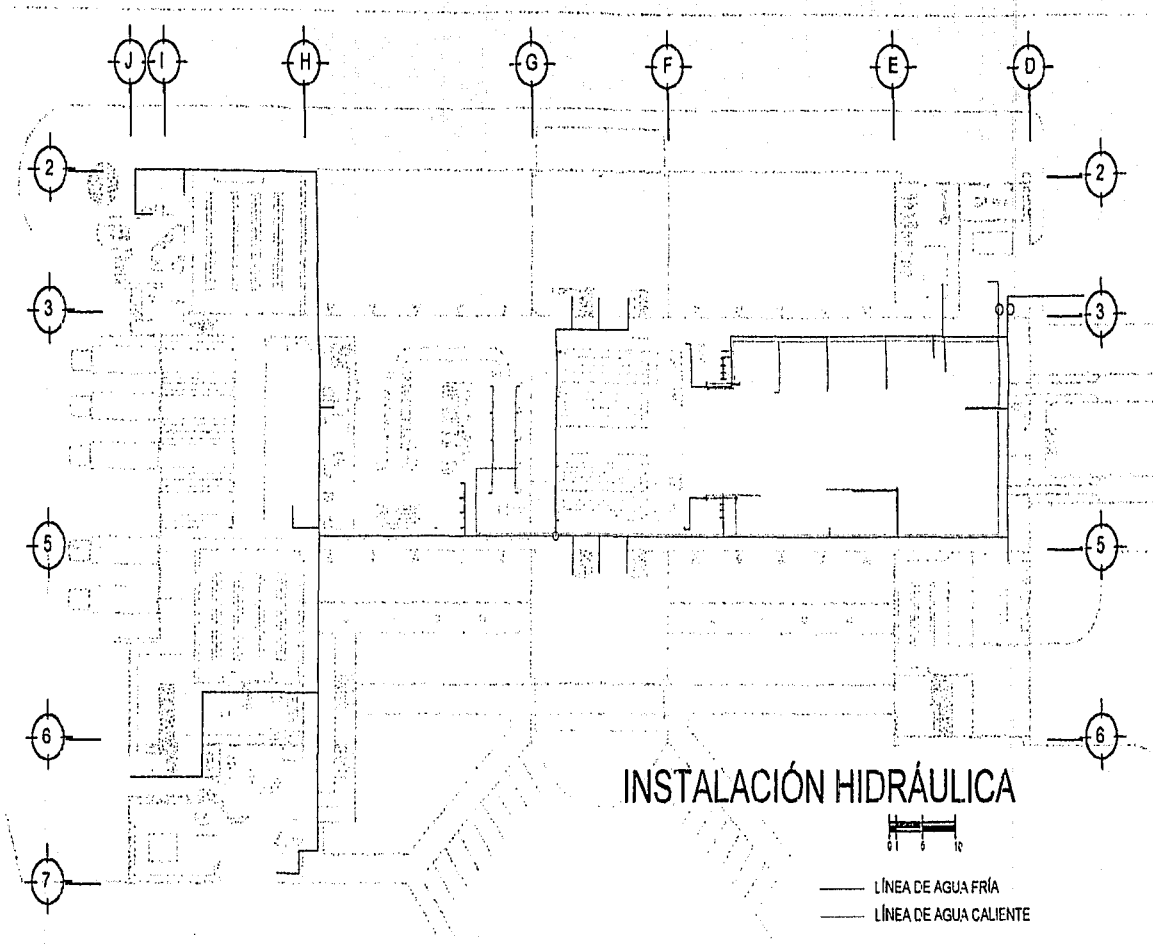 J I H G F E D
2 2
3 3
5 5
6 6
7
INSTALACIÓN HIDRÁULICA
0 1 5 10
LÍNEA DE AGUA FRÍA
LÍNEA DE AGUA CALIENTE